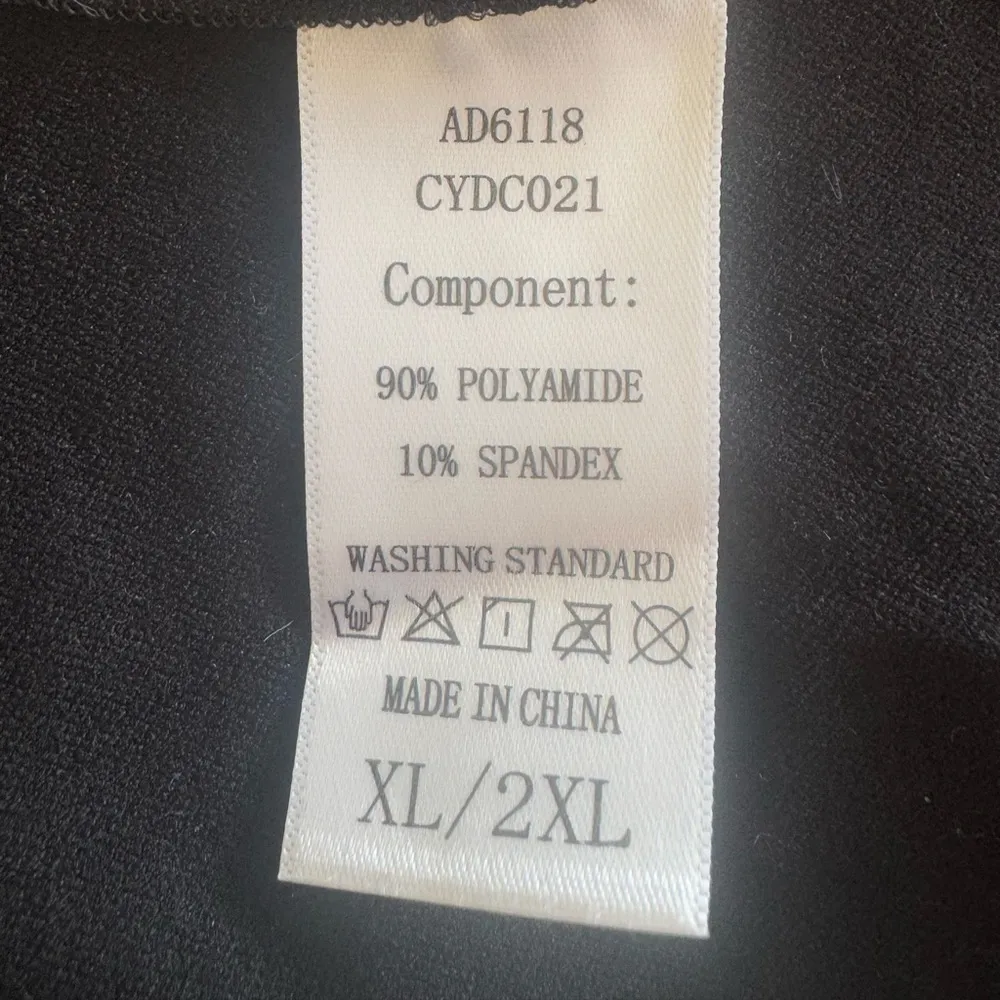 AD6118
CYDC021
Component:
90% POLYAMIDE
10% SPANDEX
WASHING STANDARD
MADE IN CHINA
XL/2XL